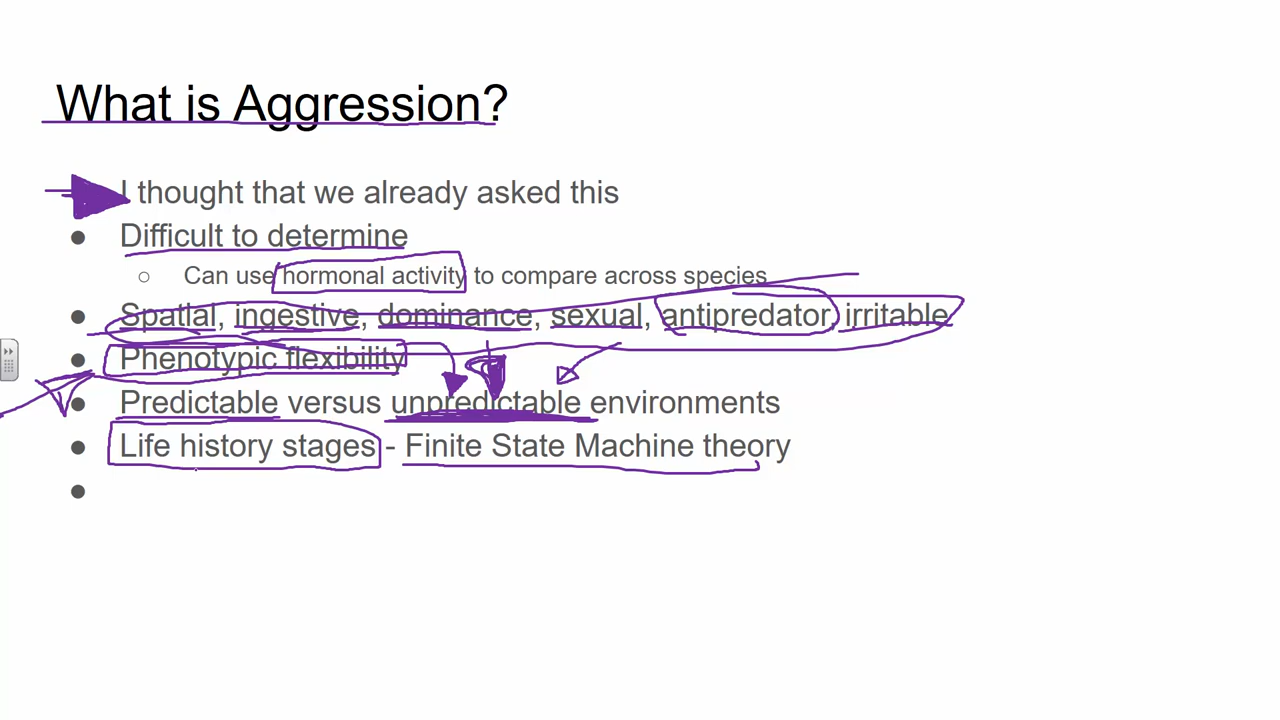 What is Aggression?
I thought that we already asked this
● Difficult to determine
○ Can use hormonal activity to compare across species
● Spatial, ingestive, dominance, sexual, antipredator, irritable
● Phenotypic flexibility
● Predictable versus unpredictable environments
● Life history stages - Finite State Machine theory
●